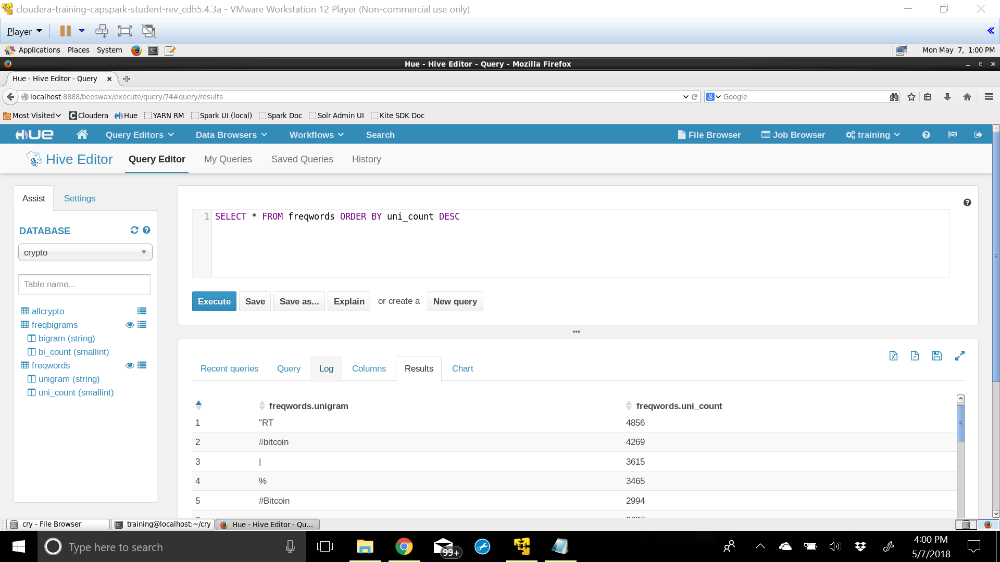 cloudera-training-capspark-student-rev_cdh5.4.3a - VMware Workstation 12 Player (Non-commercial use only)
Player
Applications Places System Mon May 7, 1:00 PM
Hue - Hive Editor - Query - Mozilla Firefox
Hue - Hive Editor - Query
localhost:8888/beeswax/execute/query/74#query/results Google
Most Visited Cloudera Hue YARN RM Spark UI (local) Spark Doc Solr Admin UI Kite SDK Doc
HUE Query Editors Data Browsers Workflows Search File Browser Job Browser training
Hive Editor Query Editor My Queries Saved Queries History
Assist Settings
DATABASE
crypto
Table name...
allcrypto
freqbigrams
bigram (string)
bi_count (smallint)
freqwords
unigram (string)
uni_count (smallint)
1 SELECT * FROM freqwords ORDER BY uni_count DESC
Execute Save Save as... Explain or create a New query
Recent queries Query Log Columns Results Chart
freqwords.unigram freqwords.uni_count
1 "RT 4856
2 #bitcoin 4269
3 | 3615
4 % 3465
5 #Bitcoin 2994
cry - File Browser training@localhost:~/cry Hue - Hive Editor - Qu...
Type here to search 99+ 4:00 PM
5/7/2018